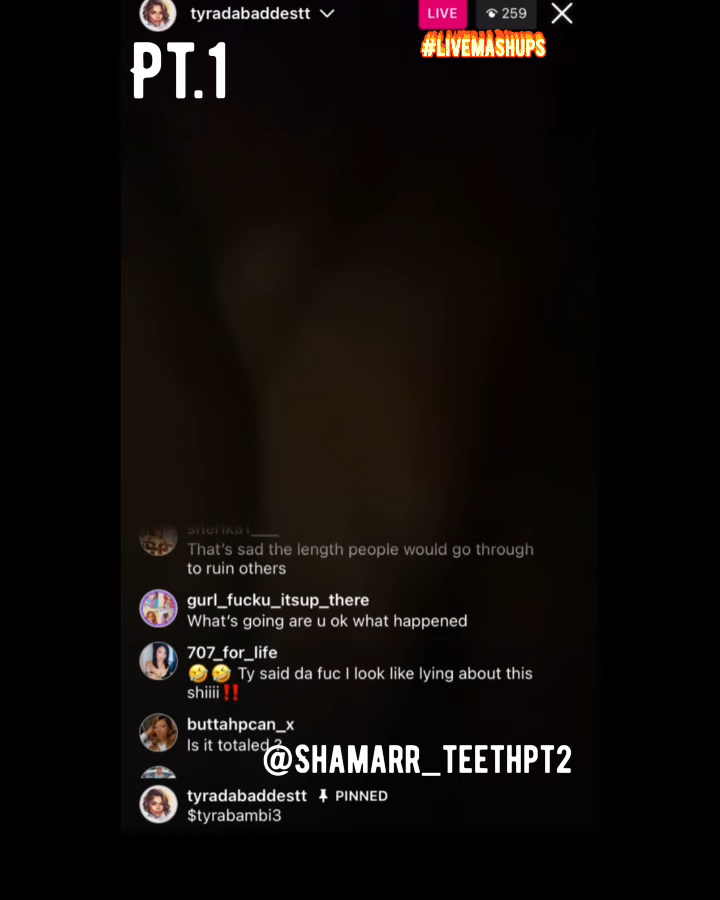 tyradabaddestt
LIVE
259
#LIVEMASHUPS
PT.1
sherika1___
That's sad the length people would go through
to ruin others
gurl_fucku_itsup_there
What's going are u ok what happened
707_for_life
🤣🤣 Ty said da fuc I look like lying about this
shiiii‼️
buttahpcan_x
Is it totaled ?
@SHAMARR_TEETHPT2
tyradabaddestt PINNED
$tyrabambi3